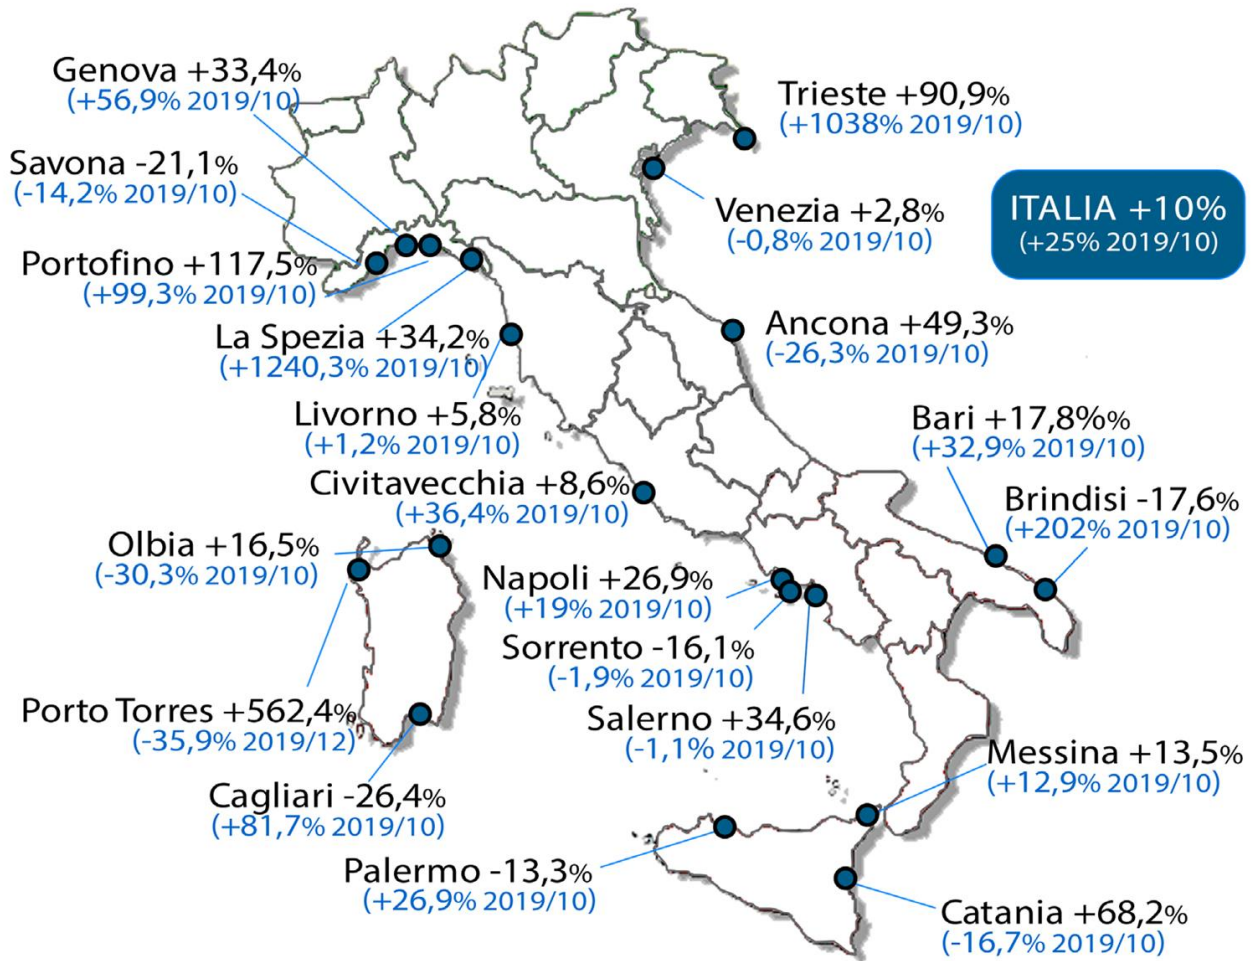 Genova +33,4%
(+56,9% 2019/10)
Trieste +90,9%
(+1038% 2019/10)
Savona -21,1%
(-14,2% 2019/10)
Venezia +2,8%
(-0,8% 2019/10)
ITALIA +10%
(+25% 2019/10)
Portofino +117,5%
(+99,3% 2019/10)
La Spezia +34,2%
(+1240,3% 2019/10)
Ancona +49,3%
(-26,3% 2019/10)
Livorno +5,8%
(+1,2% 2019/10)
Bari +17,8%%
(+32,9% 2019/10)
Civitavecchia +8,6%
(+36,4% 2019/10)
Brindisi -17,6%
(+202% 2019/10)
Olbia +16,5%
(-30,3% 2019/10)
Napoli +26,9%
(+19% 2019/10)
Sorrento -16,1%
(-1,9% 2019/10)
Porto Torres +562,4%
(-35,9% 2019/12)
Salerno +34,6%
(-1,1% 2019/10)
Messina +13,5%
(+12,9% 2019/10)
Cagliari -26,4%
(+81,7% 2019/10)
Palermo -13,3%
(+26,9% 2019/10)
Catania +68,2%
(-16,7% 2019/10)